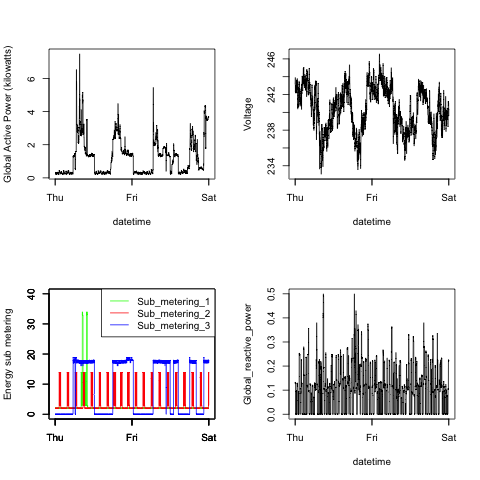 Global Active Power (kilowatts)
0 2 4 6
Thu Fri Sat
datetime
Voltage
234 238 242 246
Thu Fri Sat
datetime
Energy sub metering
0 10 20 30 40
Sub_metering_1
Sub_metering_2
Sub_metering_3
Thu Fri Sat
Global_reactive_power
0.0 0.1 0.2 0.3 0.4 0.5
Thu Fri Sat
datetime